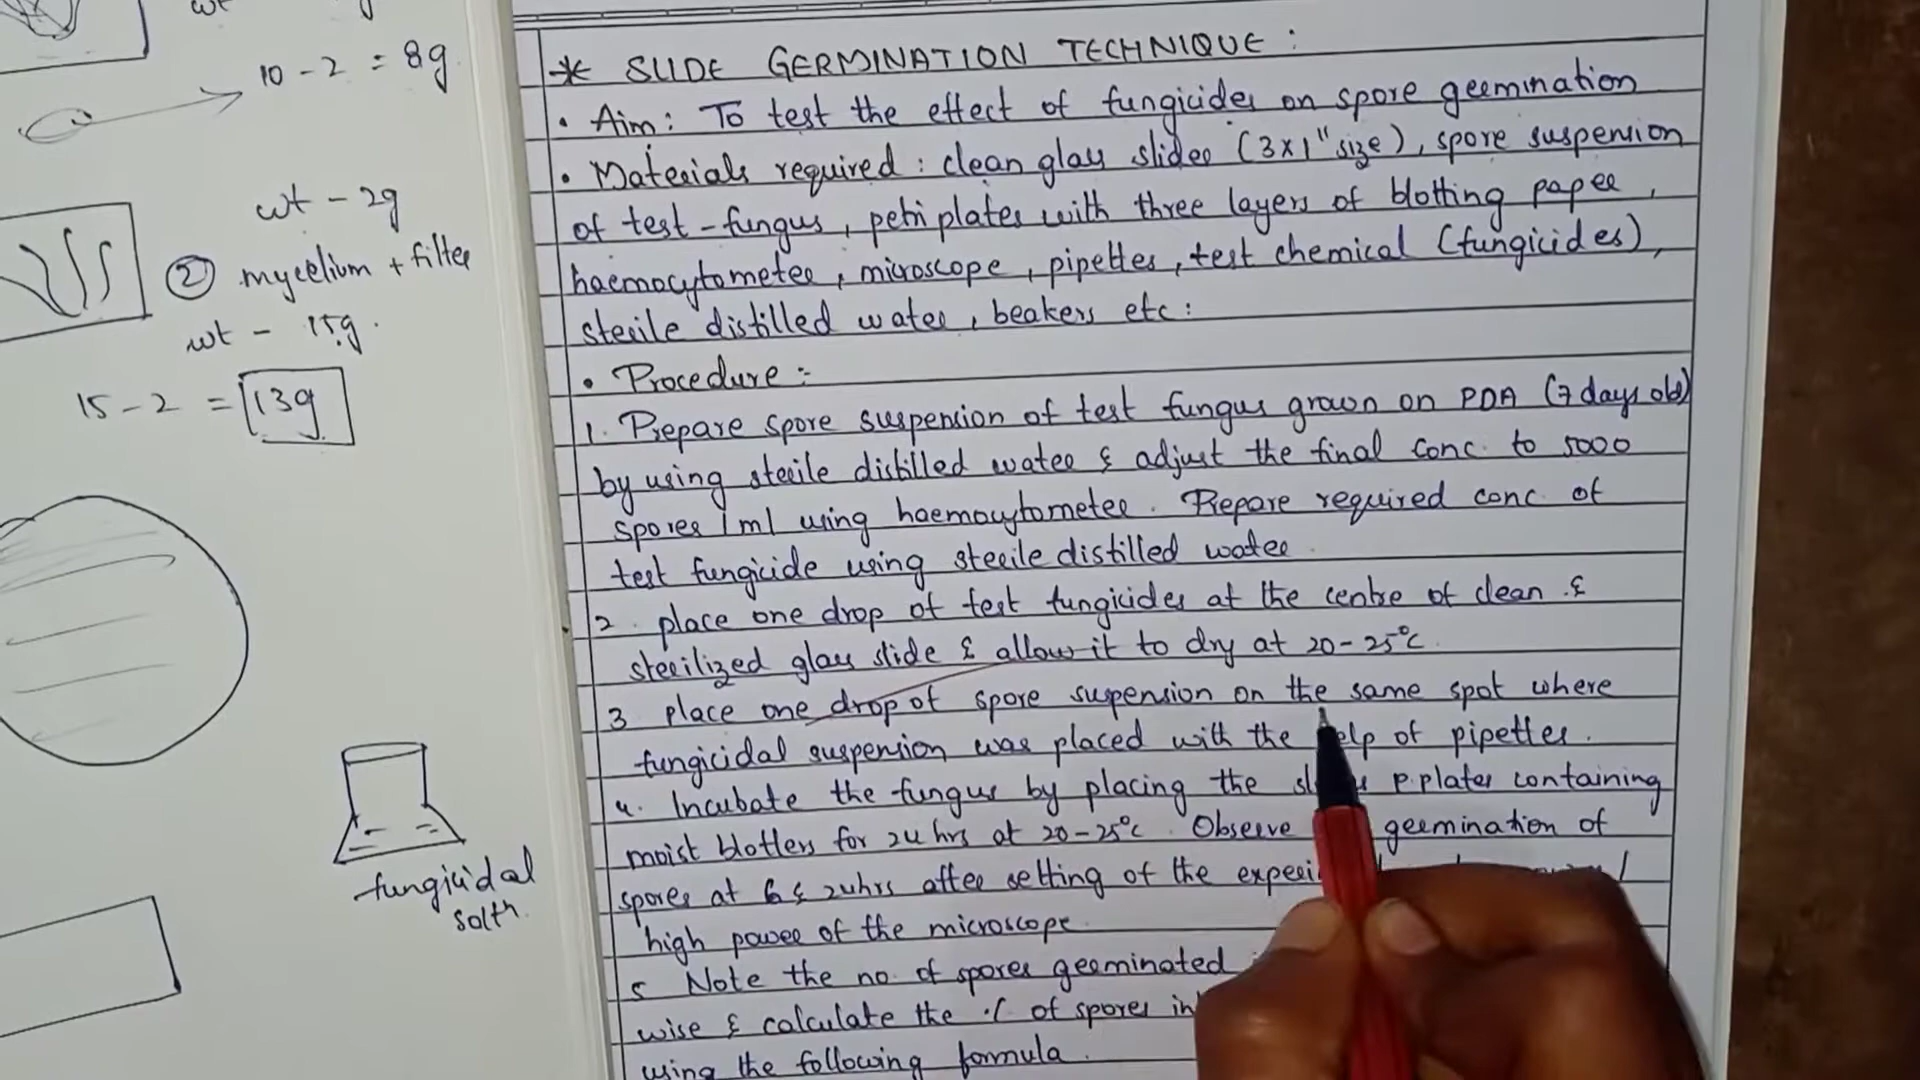 10 - 2 = 8g
wt - 2g
② mycelium + filter
wt - 15g.
15 - 2 = 13g
fungicidal
soltn.
* SLIDE GERMINATION TECHNIQUE :
• Aim : To test the effect of fungicides on spore germination
• Materials required : clean glass slides (3x1" size), spore suspension
of test-fungus, petriplates with three layers of blotting paper,
haemocytometer, microscope, pipettes, test chemical (fungicides),
sterile distilled water, beakers etc :
• Procedure :-
1. Prepare spore suspension of test fungus grown on PDA (7 days old)
by using sterile distilled water & adjust the final conc. to 5000
spores /ml using haemocytometer. Prepare required conc. of
test fungicide using sterile distilled water.
2. place one drop of test fungicides at the centre of clean &
sterilized glass slide & allow it to dry at 20-25°c.
3 place one drop of spore suspension on the same spot where
fungicidal suspension was placed with the help of pipettes.
4. Incubate the fungus by placing the p.plates containing
moist blotters for 24 hrs at 20-25°c. Observe germination of
spores at 6 & 24hrs after setting of the
high power of the microscope.
5 Note the no. of spores germinated
wise & calculate the % of spores
using the following formula.